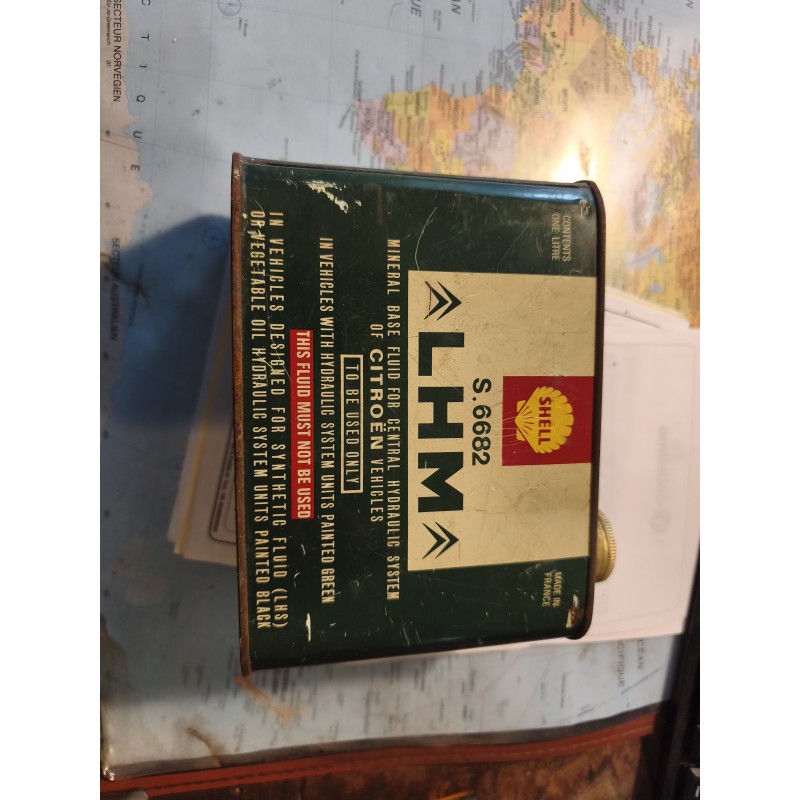 CONTENTS
ONE LITRE
SHELL
MADE IN
FRANCE
S.6682
LHM
MINERAL BASE FLUID FOR CENTRAL HYDRAULIC SYSTEM
OF CITROËN VEHICLES
TO BE USED ONLY
IN VEHICLES WITH HYDRAULIC SYSTEM UNITS PAINTED GREEN
THIS FLUID MUST NOT BE USED
IN VEHICLES DESIGNED FOR SYNTHETIC FLUID (LHS)
OR VEGETABLE OIL HYDRAULIC SYSTEM UNITS PAINTED BLACK
SECTEUR NORVÉGIEN
CTIQUE